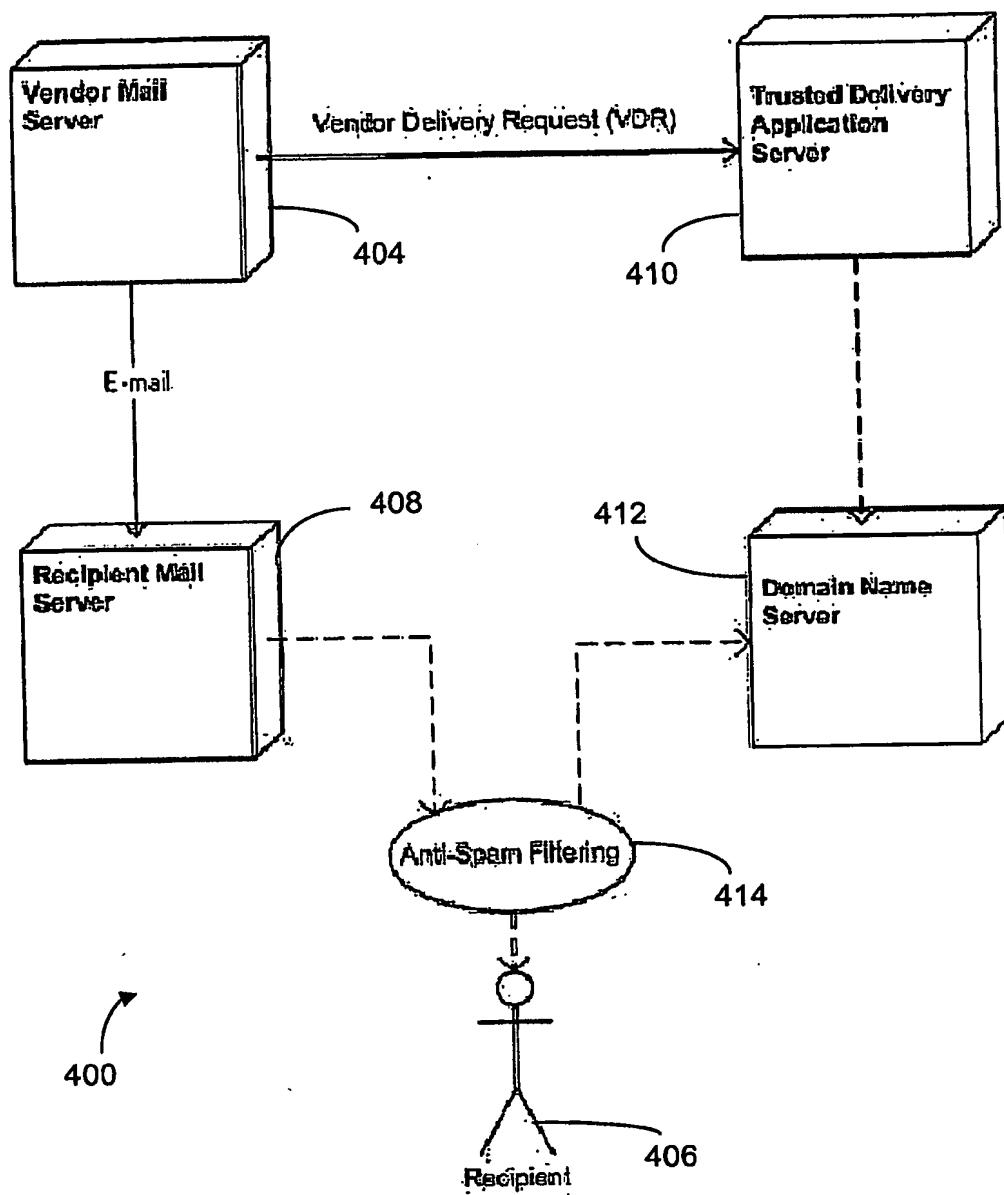 Vendor Mail
Server
Vendor Delivery Request (VDR)
Trusted Delivery
Application
Server
404
410
E-mail
408
412
Recipient Mail
Server
Domain Name
Server
Anti-Spam Filtering
414
400
406
Recipient